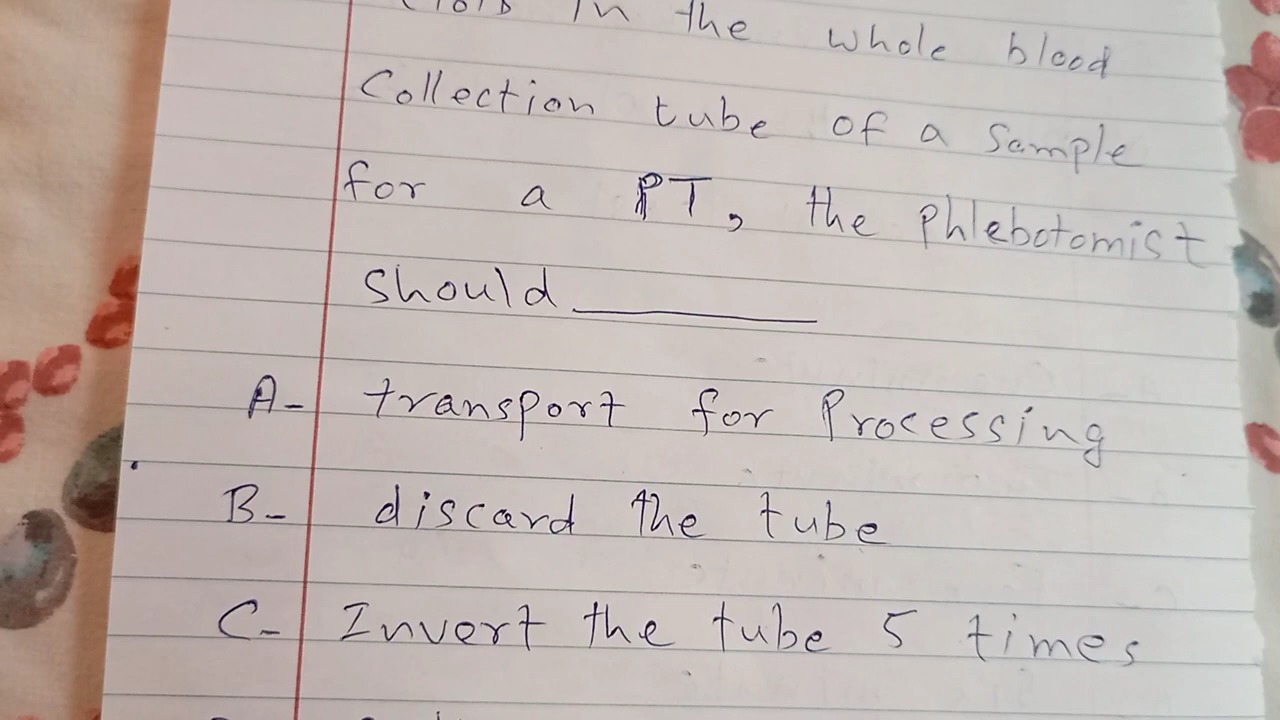 in the whole blood
Collection tube of a Sample
for a PT, the Phlebotomist
should ________
A- transport for Processing
B- discard the tube
C- Invert the tube 5 times